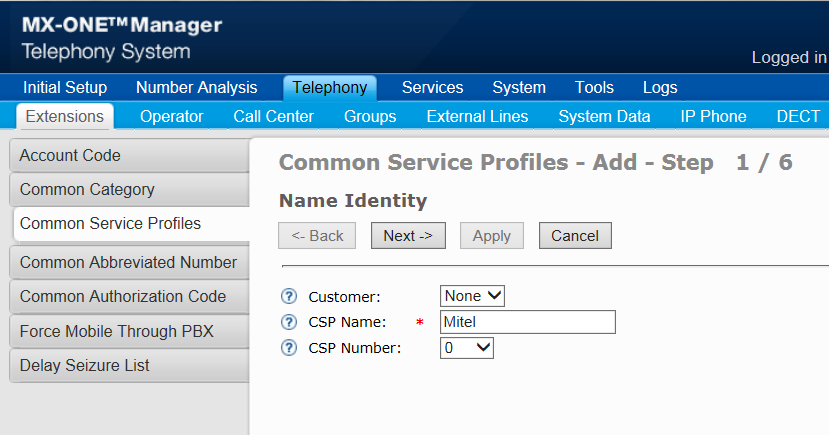 MX-ONE™Manager
Telephony System
Logged in
Initial Setup Number Analysis Telephony Services System Tools Logs
Extensions Operator Call Center Groups External Lines System Data IP Phone DECT
Account Code
Common Category
Common Service Profiles
Common Abbreviated Number
Common Authorization Code
Force Mobile Through PBX
Delay Seizure List
Common Service Profiles - Add - Step 1 / 6
Name Identity
<- Back Next -> Apply Cancel
? Customer: None
? CSP Name: * Mitel
? CSP Number: 0